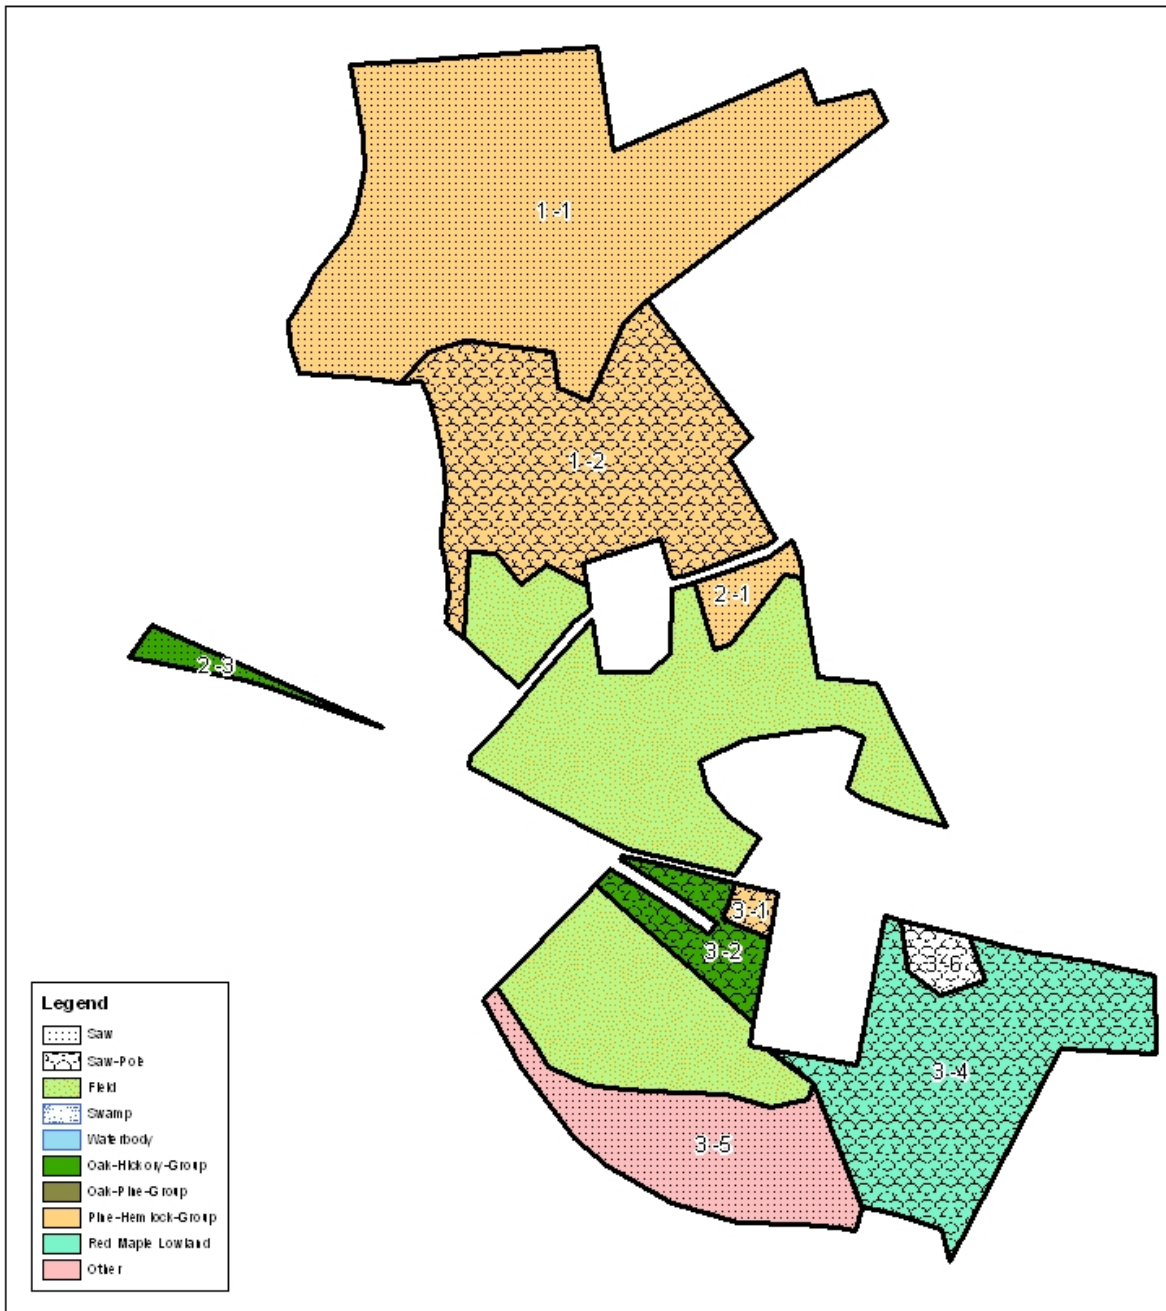 1-1
1-2
2-1
2-3
3-1
3-2
3-6
3-4
3-5
Legend
Saw
Saw-Pole
Field
Swamp
Waterbody
Oak-Hickory-Group
Oak-Pine-Group
Pine-Hemlock-Group
Red Maple Lowland
Other